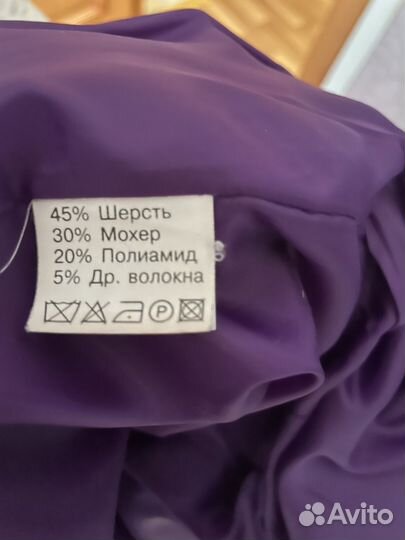 45% Шерсть
30% Мохер
20% Полиамид
5% Др. волокна
P
Avito